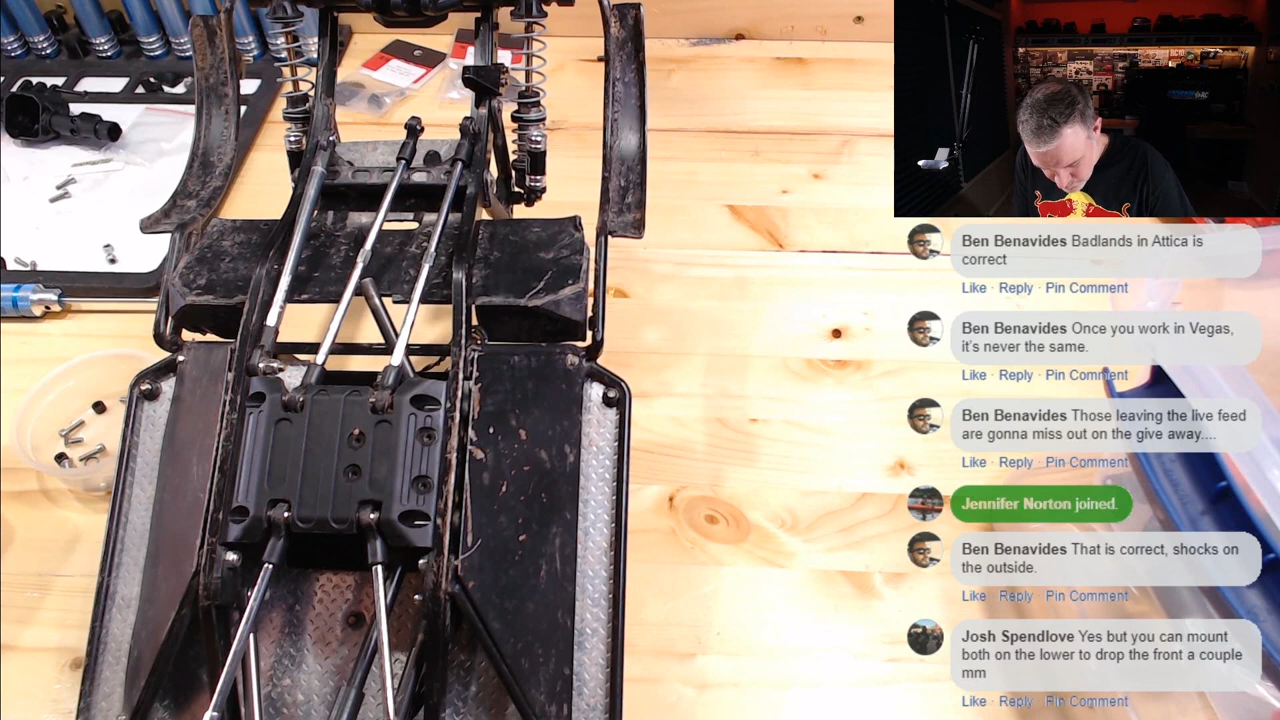 Ben Benavides Badlands in Attica is
correct
Like · Reply · Pin Comment
Ben Benavides Once you work in Vegas,
it's never the same.
Like · Reply · Pin Comment
Ben Benavides Those leaving the live feed
are gonna miss out on the give away....
Like · Reply · Pin Comment
Jennifer Norton joined.
Ben Benavides That is correct, shocks on
the outside.
Like · Reply · Pin Comment
Josh Spendlove Yes but you can mount
both on the lower to drop the front a couple
mm
Like · Reply · Pin Comment